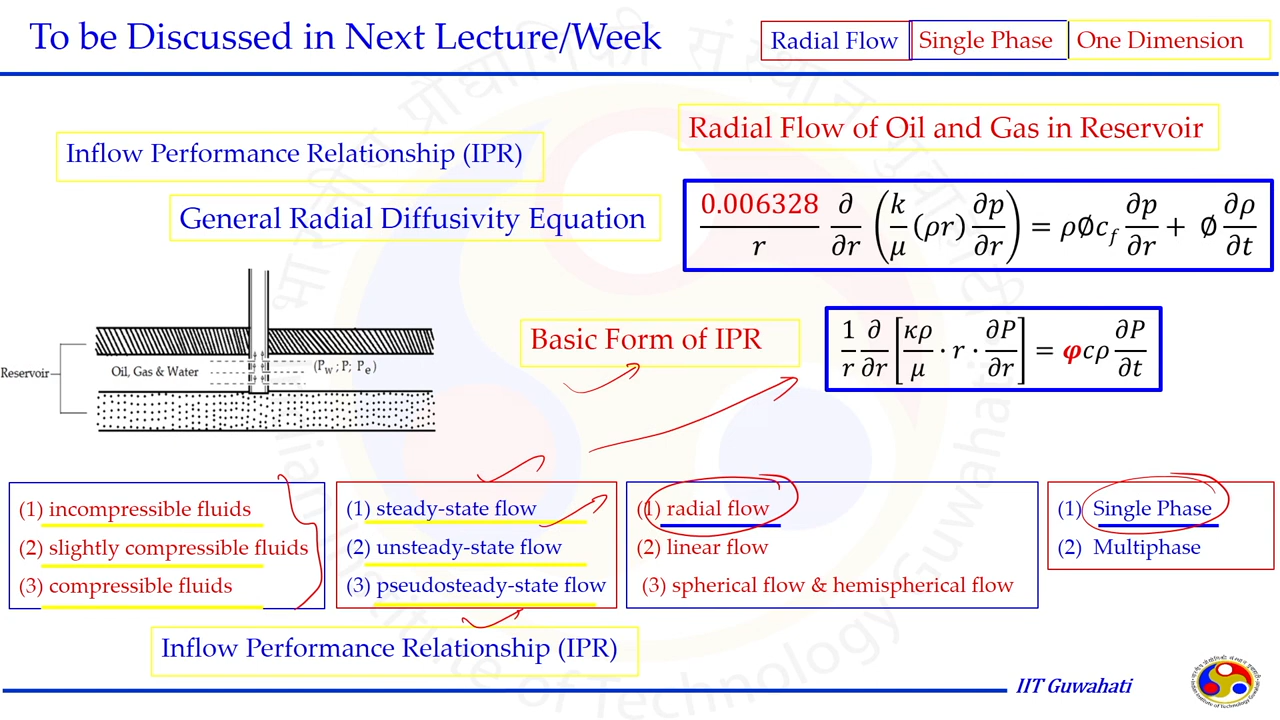 To be Discussed in Next Lecture/Week
Radial Flow Single Phase One Dimension
Radial Flow of Oil and Gas in Reservoir
Inflow Performance Relationship (IPR)
General Radial Diffusivity Equation
0.006328/r ∂/∂r (k/μ (ρr) ∂p/∂r) = ρ∅c_f ∂p/∂r + ∅ ∂ρ/∂t
Basic Form of IPR
1/r ∂/∂r [κρ/μ · r · ∂P/∂r] = φcρ ∂P/∂t
Reservoir
Oil, Gas & Water
(P_w ; P; P_e)
(1) incompressible fluids
(2) slightly compressible fluids
(3) compressible fluids
(1) steady-state flow
(2) unsteady-state flow
(3) pseudosteady-state flow
(1) radial flow
(2) linear flow
(3) spherical flow & hemispherical flow
(1) Single Phase
(2) Multiphase
Inflow Performance Relationship (IPR)
IIT Guwahati